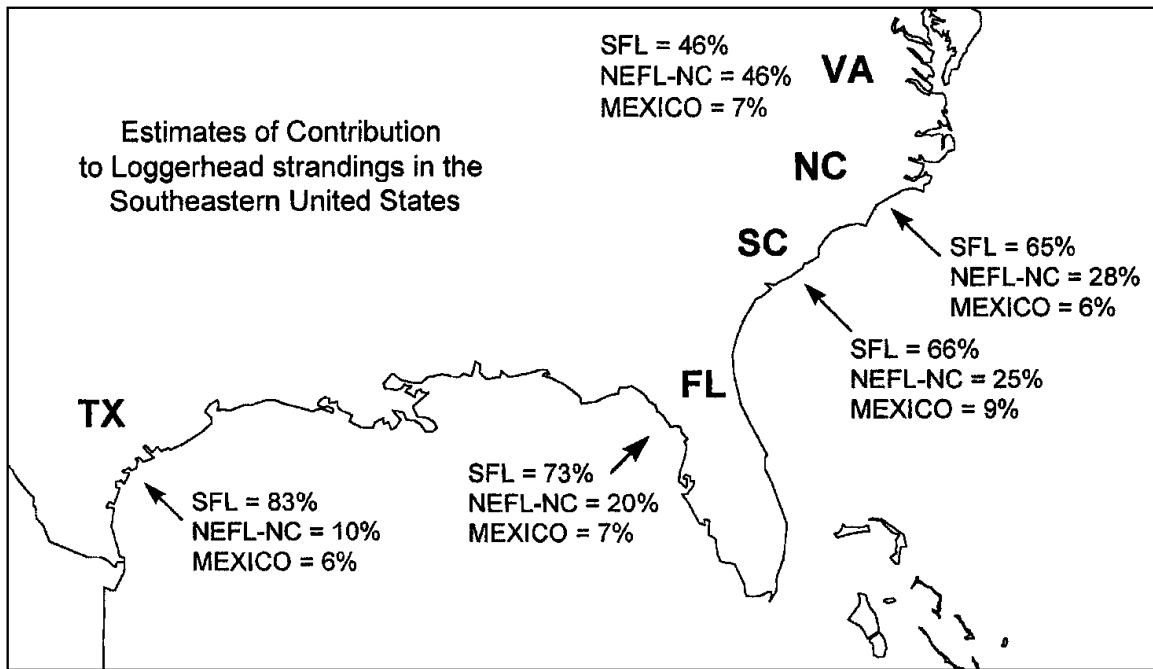 SFL = 46%
NEFL-NC = 46%
MEXICO = 7%
VA
Estimates of Contribution
to Loggerhead strandings in the
Southeastern United States
NC
SC
SFL = 65%
NEFL-NC = 28%
MEXICO = 6%
SFL = 66%
NEFL-NC = 25%
MEXICO = 9%
FL
TX
SFL = 73%
NEFL-NC = 20%
MEXICO = 7%
SFL = 83%
NEFL-NC = 10%
MEXICO = 6%